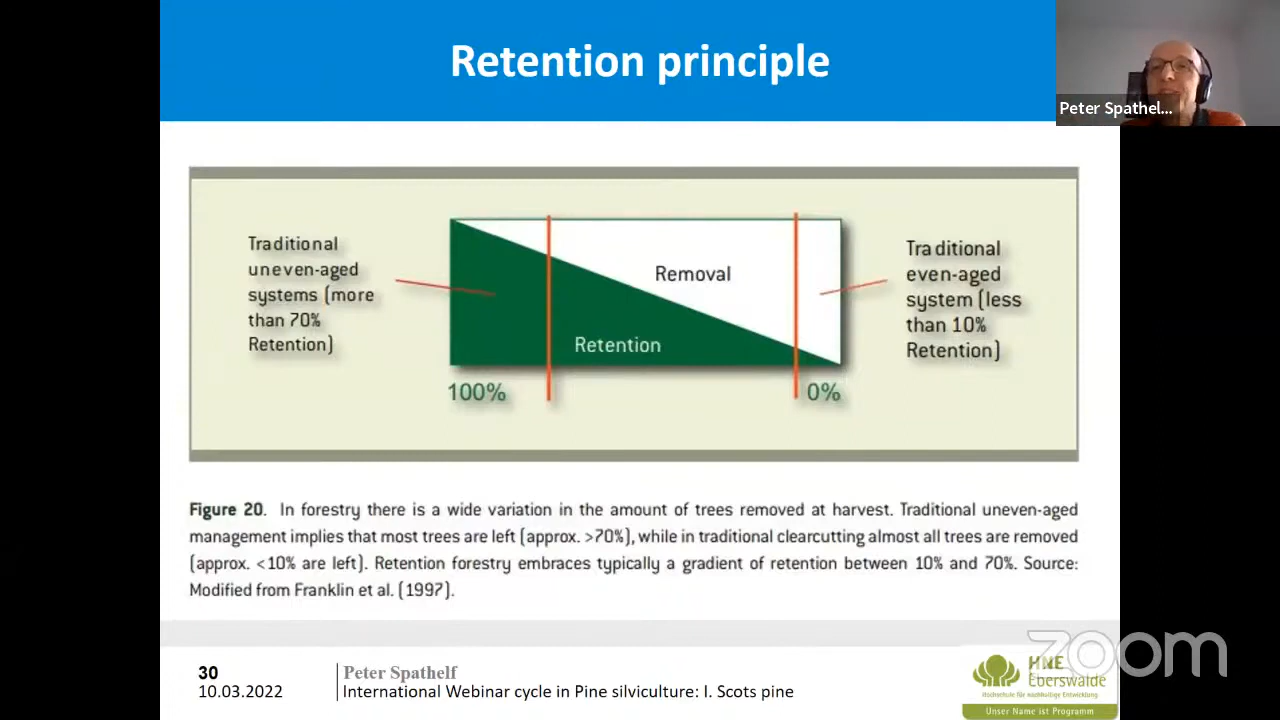 Retention principle
Peter Spathel...
Traditional
uneven-aged
systems (more
than 70%
Retention)
Removal
Retention
100%
0%
Traditional
even-aged
system (less
than 10%
Retention)
Figure 20. In forestry there is a wide variation in the amount of trees removed at harvest. Traditional uneven-aged
management implies that most trees are left (approx. >70%), while in traditional clearcutting almost all trees are removed
(approx. <10% are left). Retention forestry embraces typically a gradient of retention between 10% and 70%. Source:
Modified from Franklin et al. (1997).
30
10.03.2022
Peter Spathelf
International Webinar cycle in Pine silviculture: I. Scots pine
zoom
HNE
Eberswalde
Hochschule für nachhaltige Entwicklung
Unser Name ist Programm